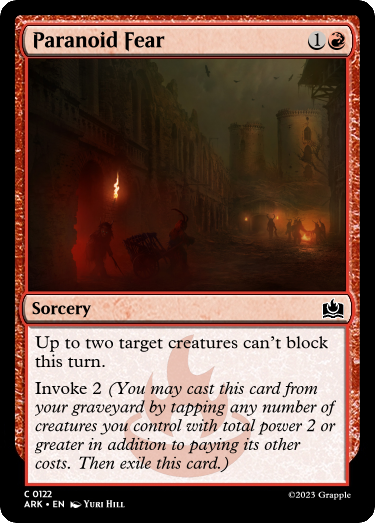 Paranoid Fear 1
Sorcery
Up to two target creatures can't block
this turn.
Invoke 2 (You may cast this card from
your graveyard by tapping any number of
creatures you control with total power 2 or
greater in addition to paying its other
costs. Then exile this card.)
C 0122
ARK • EN Yuri Hill
©2023 Grapple